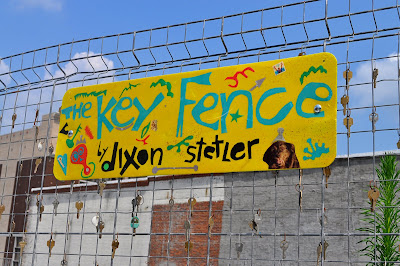 the Key Fence
by dixon stetler